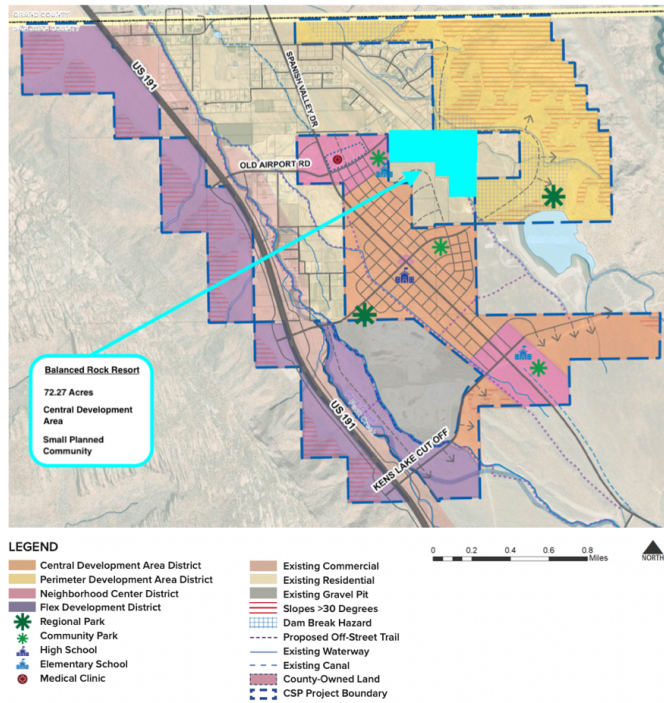 GRAND COUNTY
US 191
SPANISH VALLEY DR
OLD AIRPORT RD
Balanced Rock Resort
72.27 Acres
Central Development
Area
Small Planned
Community
US 191
KENS LAKE CUT OFF
LEGEND
Central Development Area District
Perimeter Development Area District
Neighborhood Center District
Flex Development District
Regional Park
Community Park
High School
Elementary School
Medical Clinic
Existing Commercial
Existing Residential
Existing Gravel Pit
Slopes >30 Degrees
Dam Break Hazard
Proposed Off-Street Trail
Existing Waterway
Existing Canal
County-Owned Land
CSP Project Boundary
0 0.2 0.4 0.6 0.8
Miles
NORTH